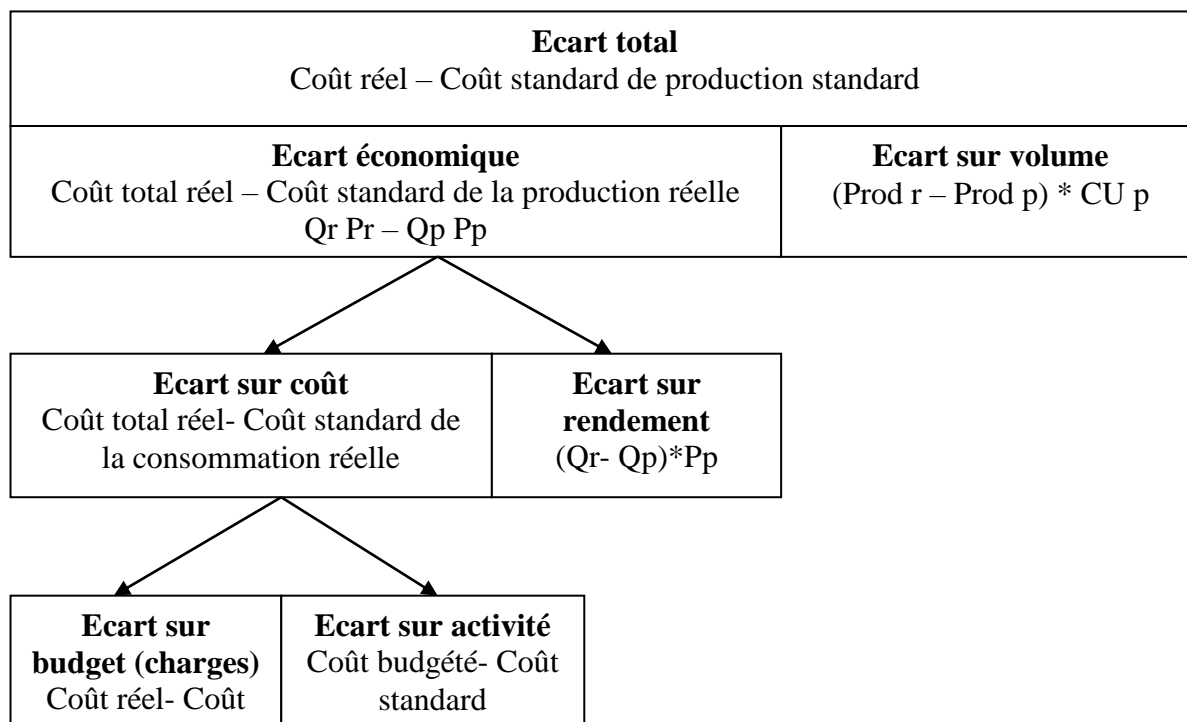 Ecart total
Coût réel – Coût standard de production standard
Ecart économique
Coût total réel – Coût standard de la production réelle
Qr Pr – Qp Pp
Ecart sur volume
(Prod r – Prod p) * CU p
Ecart sur coût
Coût total réel- Coût standard de
la consommation réelle
Ecart sur
rendement
(Qr- Qp)*Pp
Ecart sur
budget (charges)
Coût réel- Coût
Ecart sur activité
Coût budgété- Coût
standard